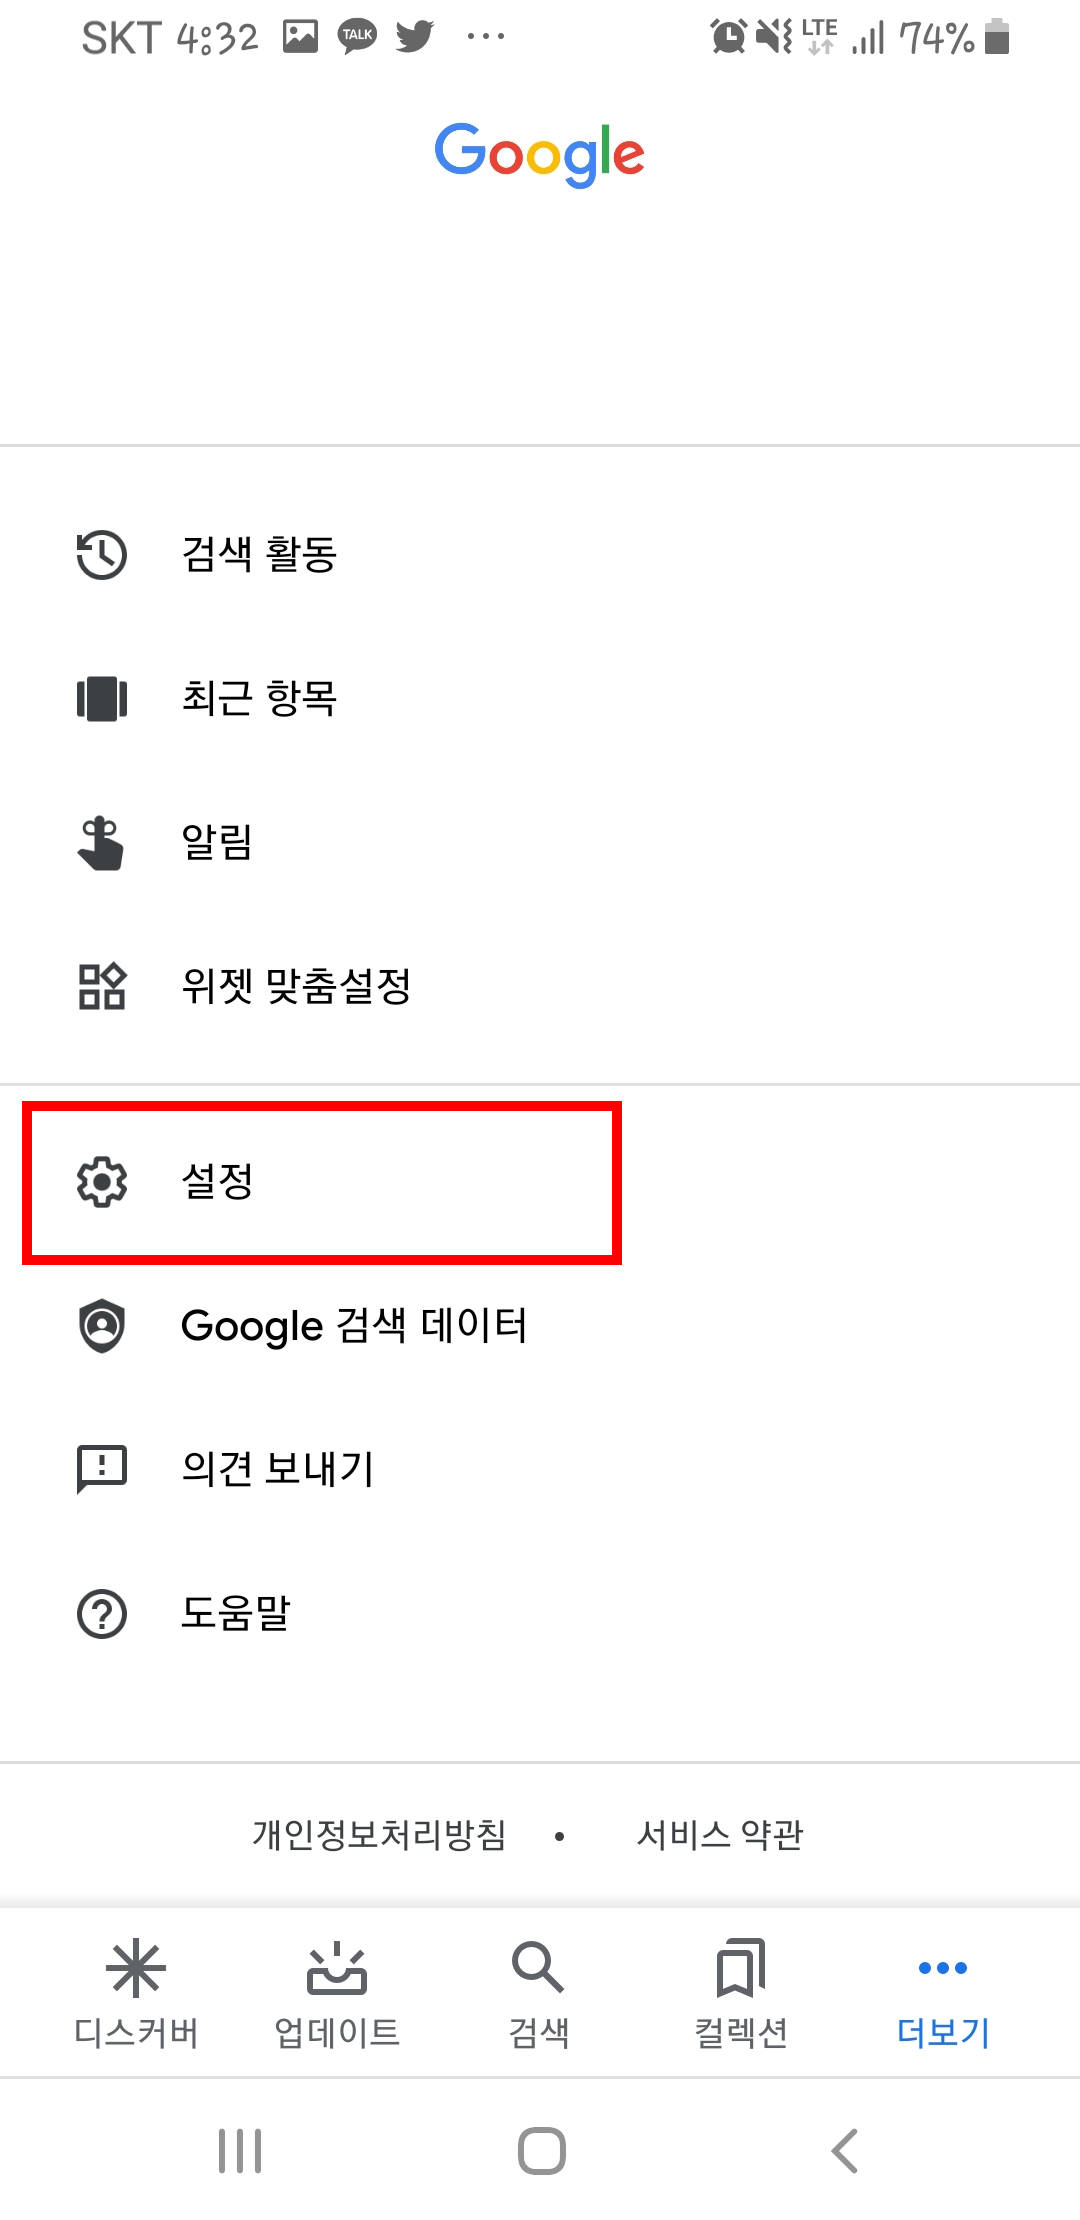 SKT 4:32 TALK LTE 74%
Google
검색 활동
최근 항목
알림
위젯 맞춤설정
설정
Google 검색 데이터
의견 보내기
도움말
개인정보처리방침 • 서비스 약관
디스커버 업데이트 검색 컬렉션 더보기